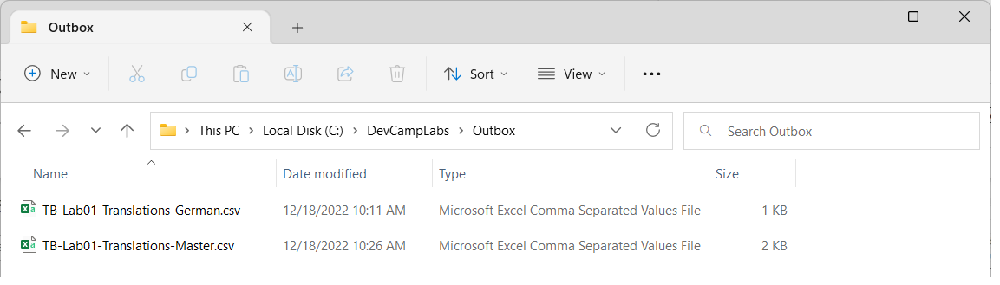 Outbox
New Sort View
This PC Local Disk (C:) DevCampLabs Outbox Search Outbox
Name Date modified Type Size
TB-Lab01-Translations-German.csv 12/18/2022 10:11 AM Microsoft Excel Comma Separated Values File 1 KB
TB-Lab01-Translations-Master.csv 12/18/2022 10:26 AM Microsoft Excel Comma Separated Values File 2 KB